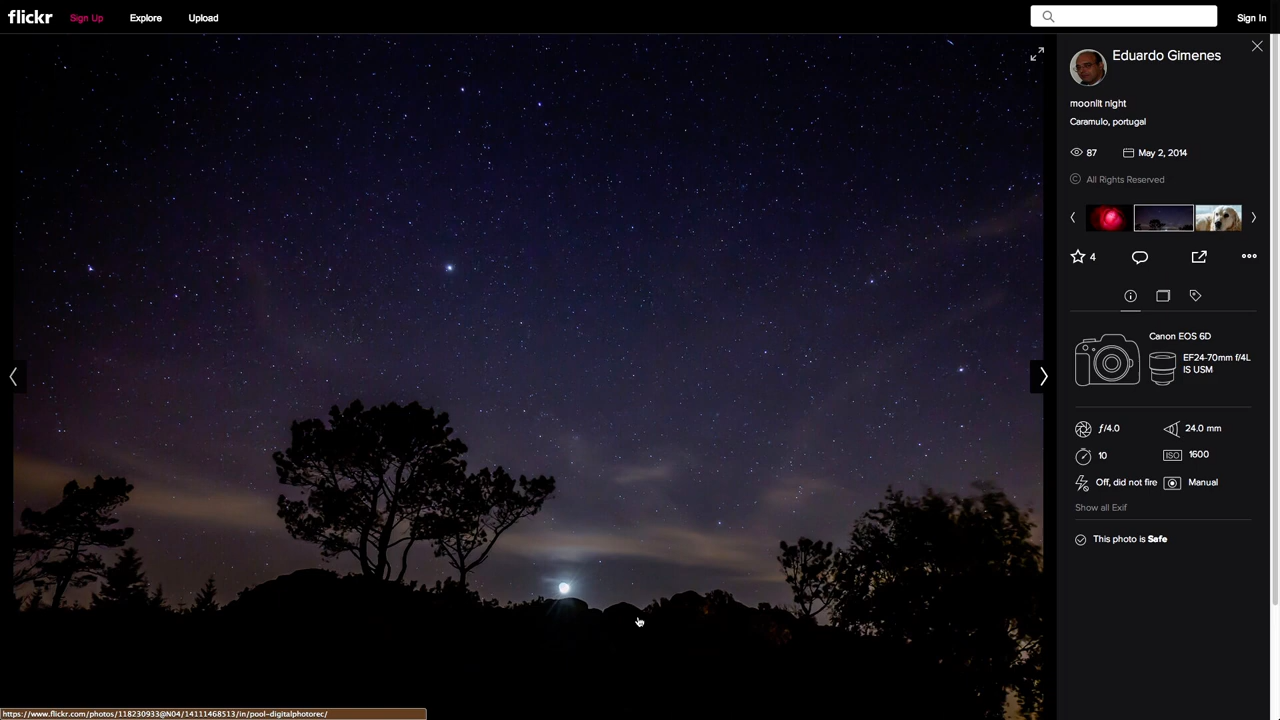 flickr Sign Up Explore Upload Sign In
Eduardo Gimenes
moonlit night
Caramulo, portugal
87 May 2, 2014
© All Rights Reserved
4
Canon EOS 6D
EF24-70mm f/4L
IS USM
ƒ/4.0 24.0 mm
10 ISO 1600
Off, did not fire Manual
Show all Exif
This photo is Safe
https://www.flickr.com/photos/118230933@N04/14111468513/in/pool-digitalphotorec/